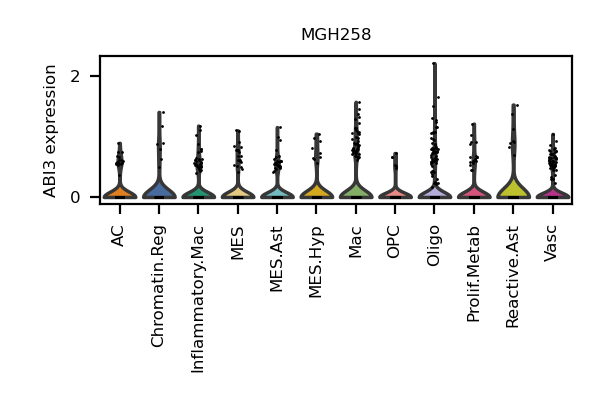 MGH258
ABI3 expression
2
0
AC
Chromatin.Reg
Inflammatory.Mac
MES
MES.Ast
MES.Hyp
Mac
OPC
Oligo
Prolif.Metab
Reactive.Ast
Vasc